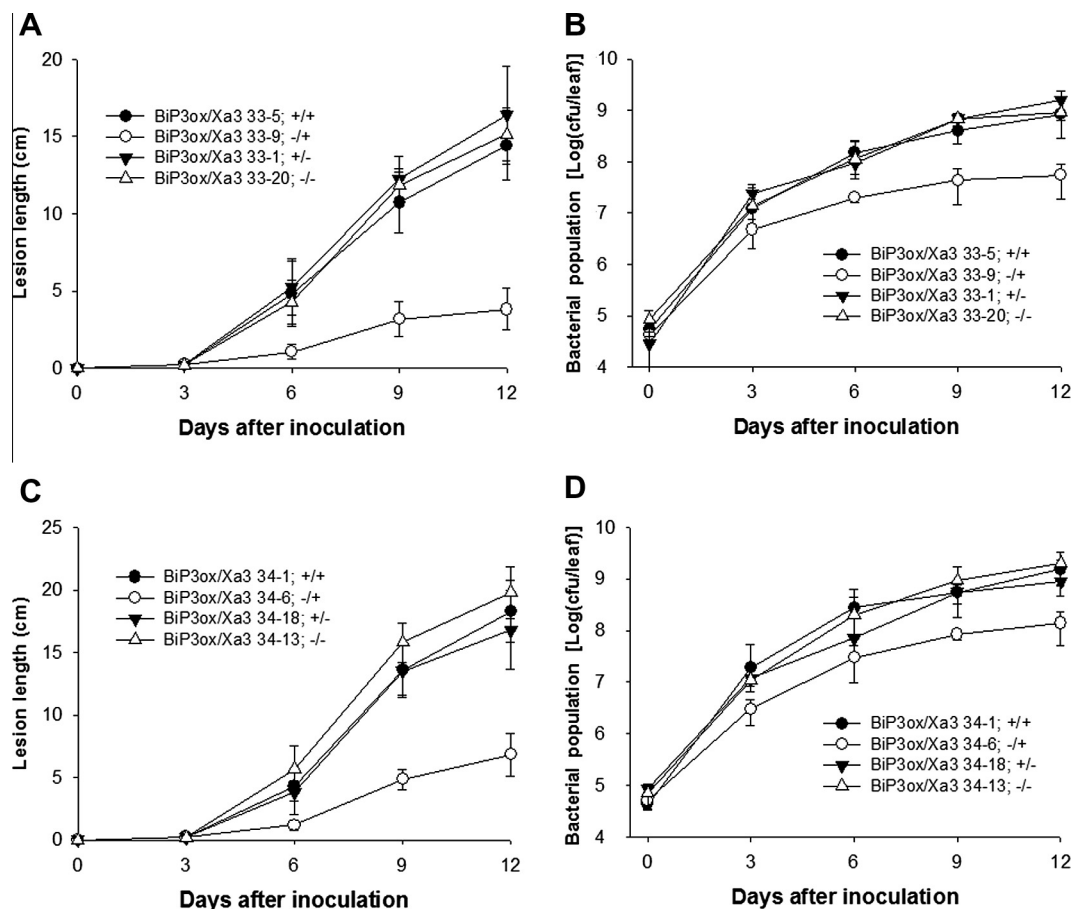 A
Lesion length (cm)
20
15
10
5
0
BiP3ox/Xa3 33-5; +/+
BiP3ox/Xa3 33-9; -/+
BiP3ox/Xa3 33-1; +/-
BiP3ox/Xa3 33-20; -/-
0 3 6 9 12
Days after inoculation
B
Bacterial population [Log(cfu/leaf)]
10
9
8
7
6
5
4
BiP3ox/Xa3 33-5; +/+
BiP3ox/Xa3 33-9; -/+
BiP3ox/Xa3 33-1; +/-
BiP3ox/Xa3 33-20; -/-
0 3 6 9 12
Days after inoculation
C
Lesion length (cm)
25
20
15
10
5
0
BiP3ox/Xa3 34-1; +/+
BiP3ox/Xa3 34-6; -/+
BiP3ox/Xa3 34-18; +/-
BiP3ox/Xa3 34-13; -/-
0 3 6 9 12
Days after inoculation
D
Bacterial population [Log(cfu/leaf)]
10
9
8
7
6
5
4
BiP3ox/Xa3 34-1; +/+
BiP3ox/Xa3 34-6; -/+
BiP3ox/Xa3 34-18; +/-
BiP3ox/Xa3 34-13; -/-
0 3 6 9 12
Days after inoculation